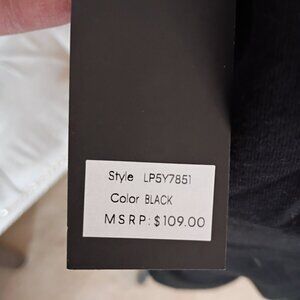 Style LP5Y7851
Color BLACK
MSRP: $109.00